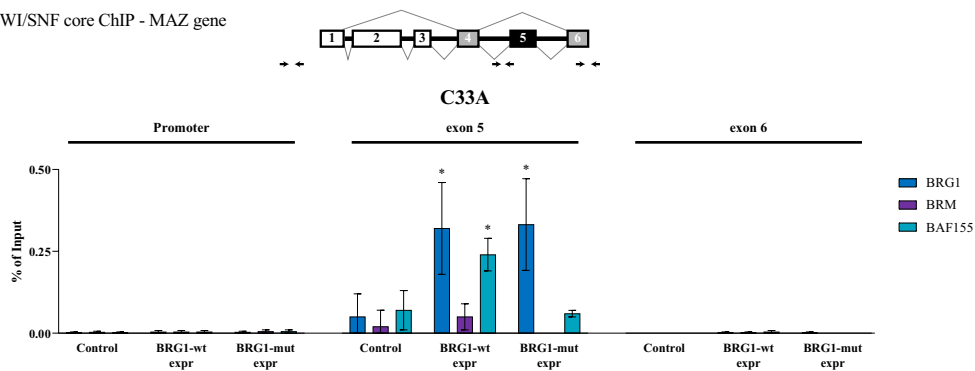 WI/SNF core ChIP - MAZ gene
1 2 3 4 5 6
C33A
Promoter exon 5 exon 6
* * *
0.50
0.25
0.00
% of Input
BRG1
BRM
BAF155
Control BRG1-wt BRG1-mut Control BRG1-wt BRG1-mut Control BRG1-wt BRG1-mut
expr expr expr expr expr expr